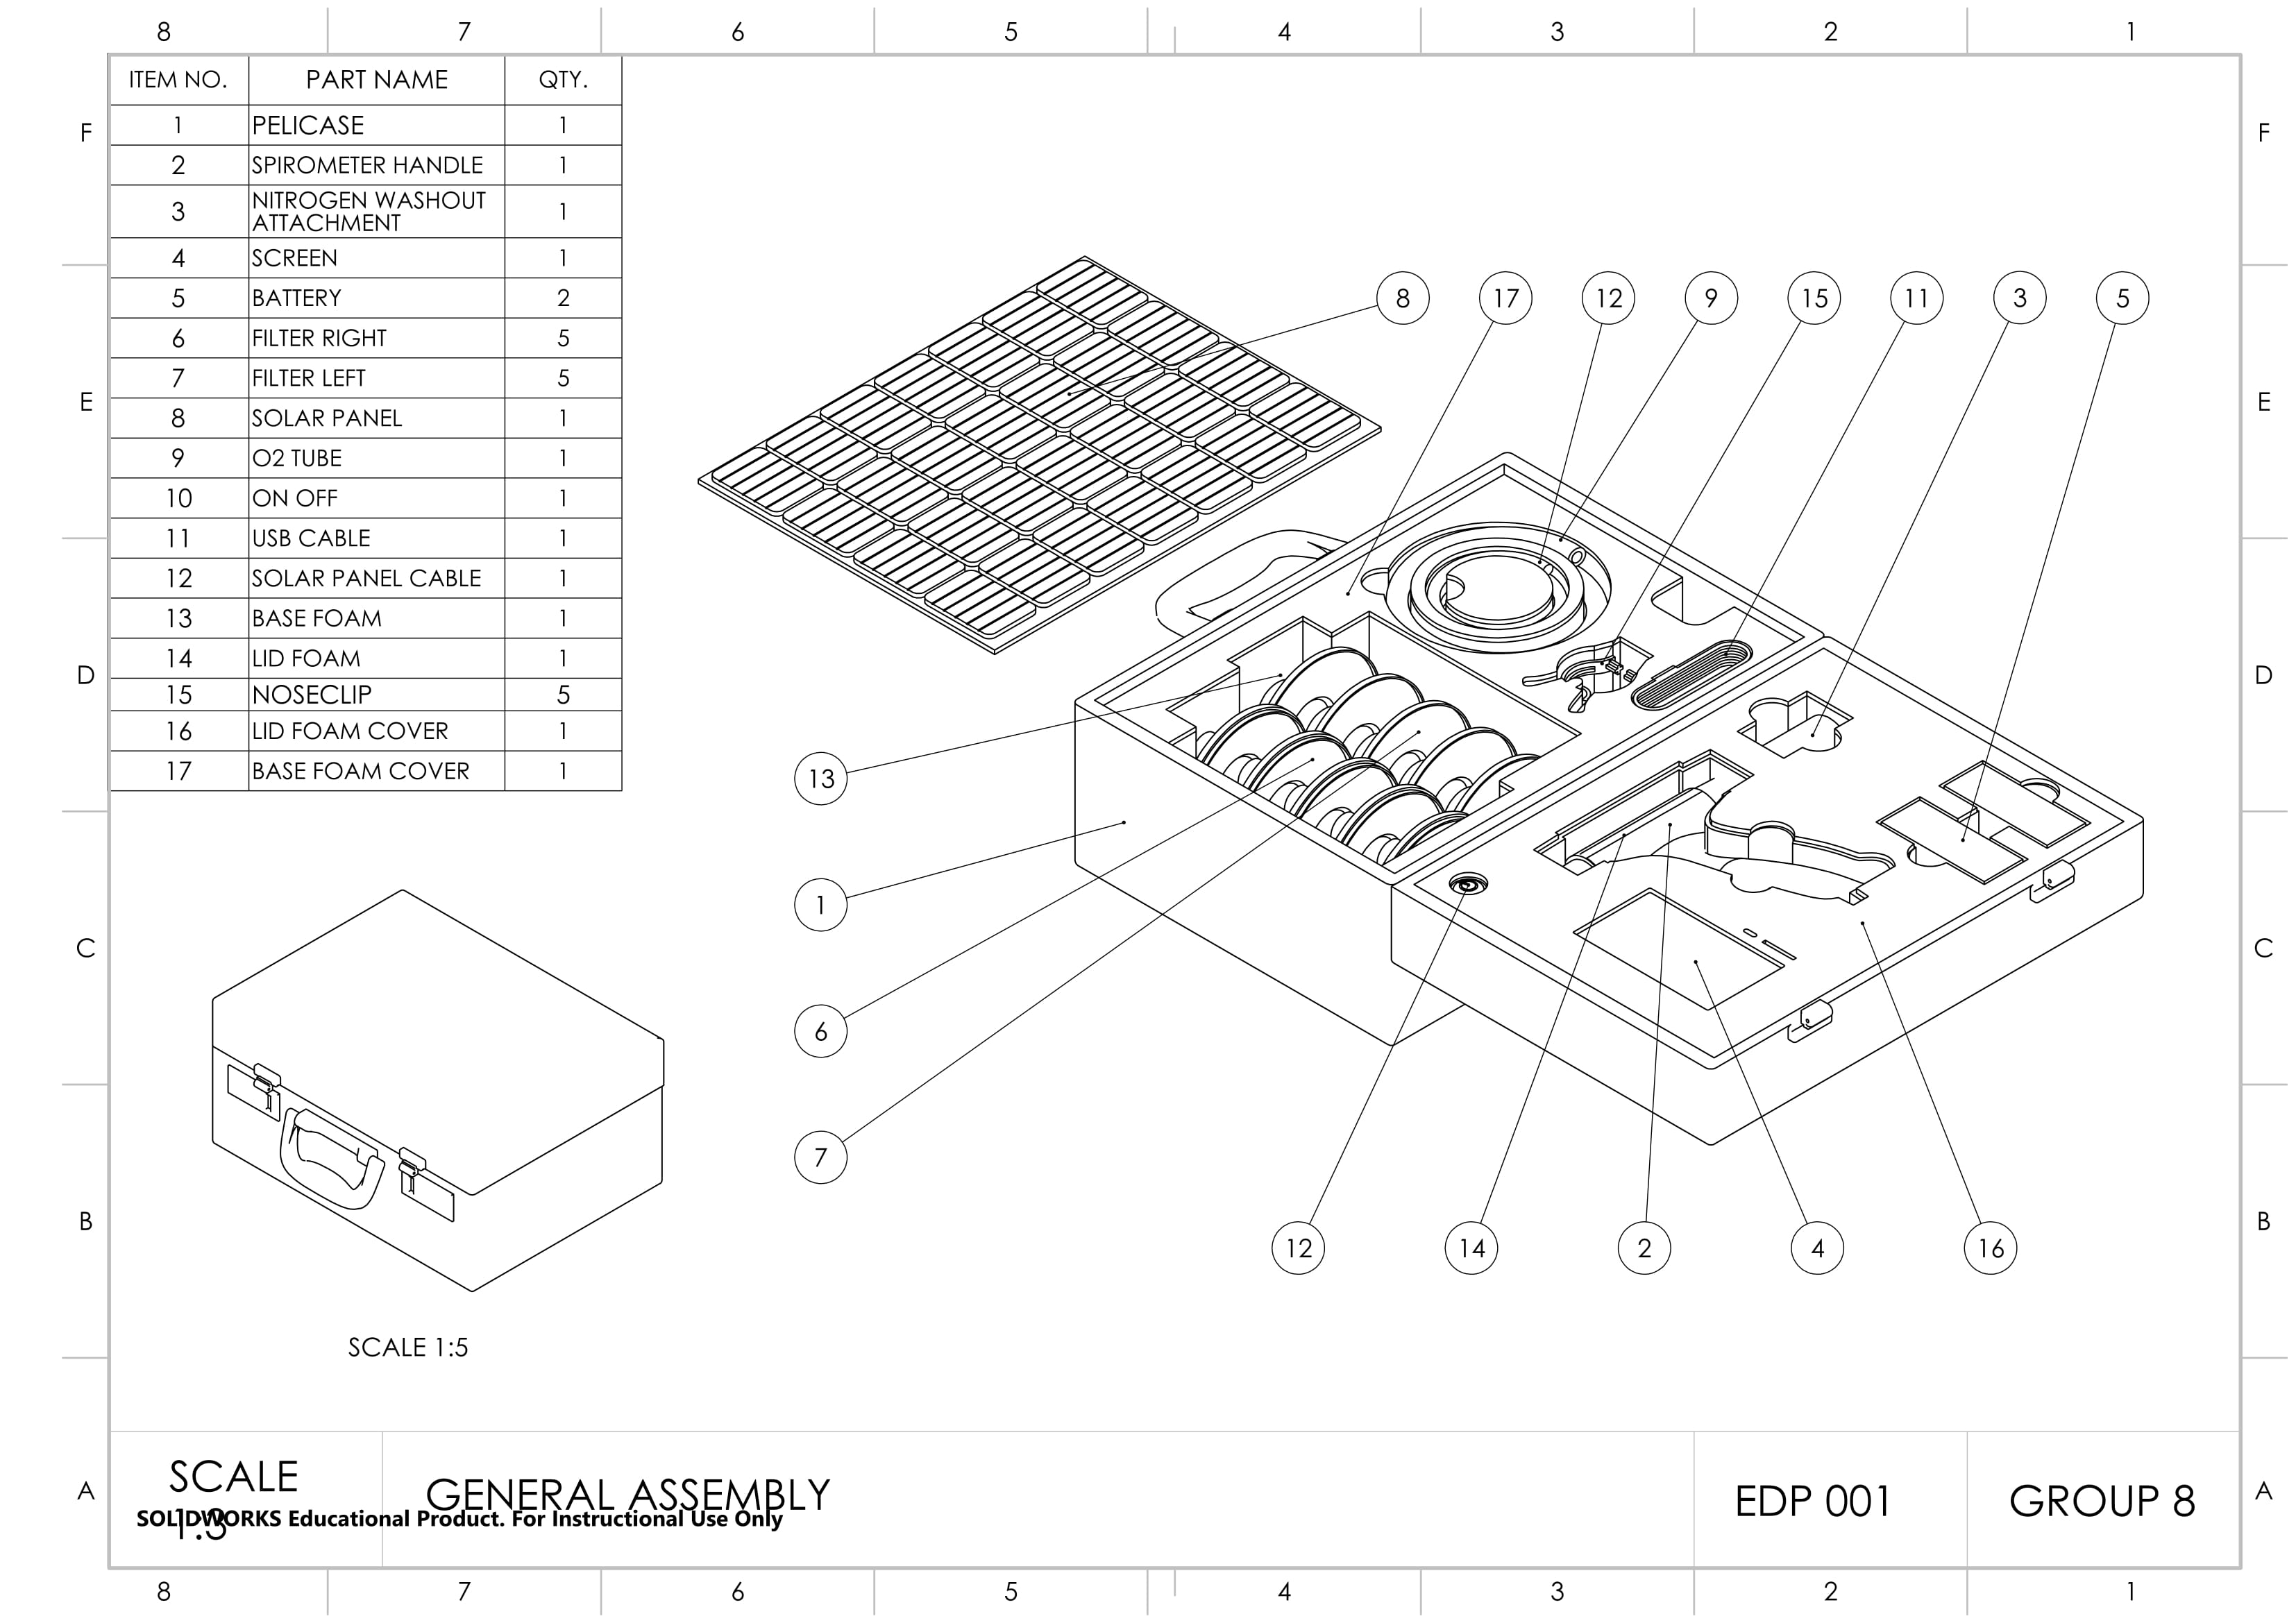 8 7 6 5 4 3 2 1
F
E
D
C
B
A
ITEM NO. PART NAME QTY.
1 PELICASE 1
2 SPIROMETER HANDLE 1
3 NITROGEN WASHOUT ATTACHMENT 1
4 SCREEN 1
5 BATTERY 2
6 FILTER RIGHT 5
7 FILTER LEFT 5
8 SOLAR PANEL 1
9 O2 TUBE 1
10 ON OFF 1
11 USB CABLE 1
12 SOLAR PANEL CABLE 1
13 BASE FOAM 1
14 LID FOAM 1
15 NOSECLIP 5
16 LID FOAM COVER 1
17 BASE FOAM COVER 1
8 17 12 9 15 11 3 5
13
1
6
7
12 14 2 4 16
SCALE 1:5
F
E
D
C
B
A
SCALE
1:3
GENERAL ASSEMBLY
SOLIDWORKS Educational Product. For Instructional Use Only
EDP 001
GROUP 8
8 7 6 5 4 3 2 1